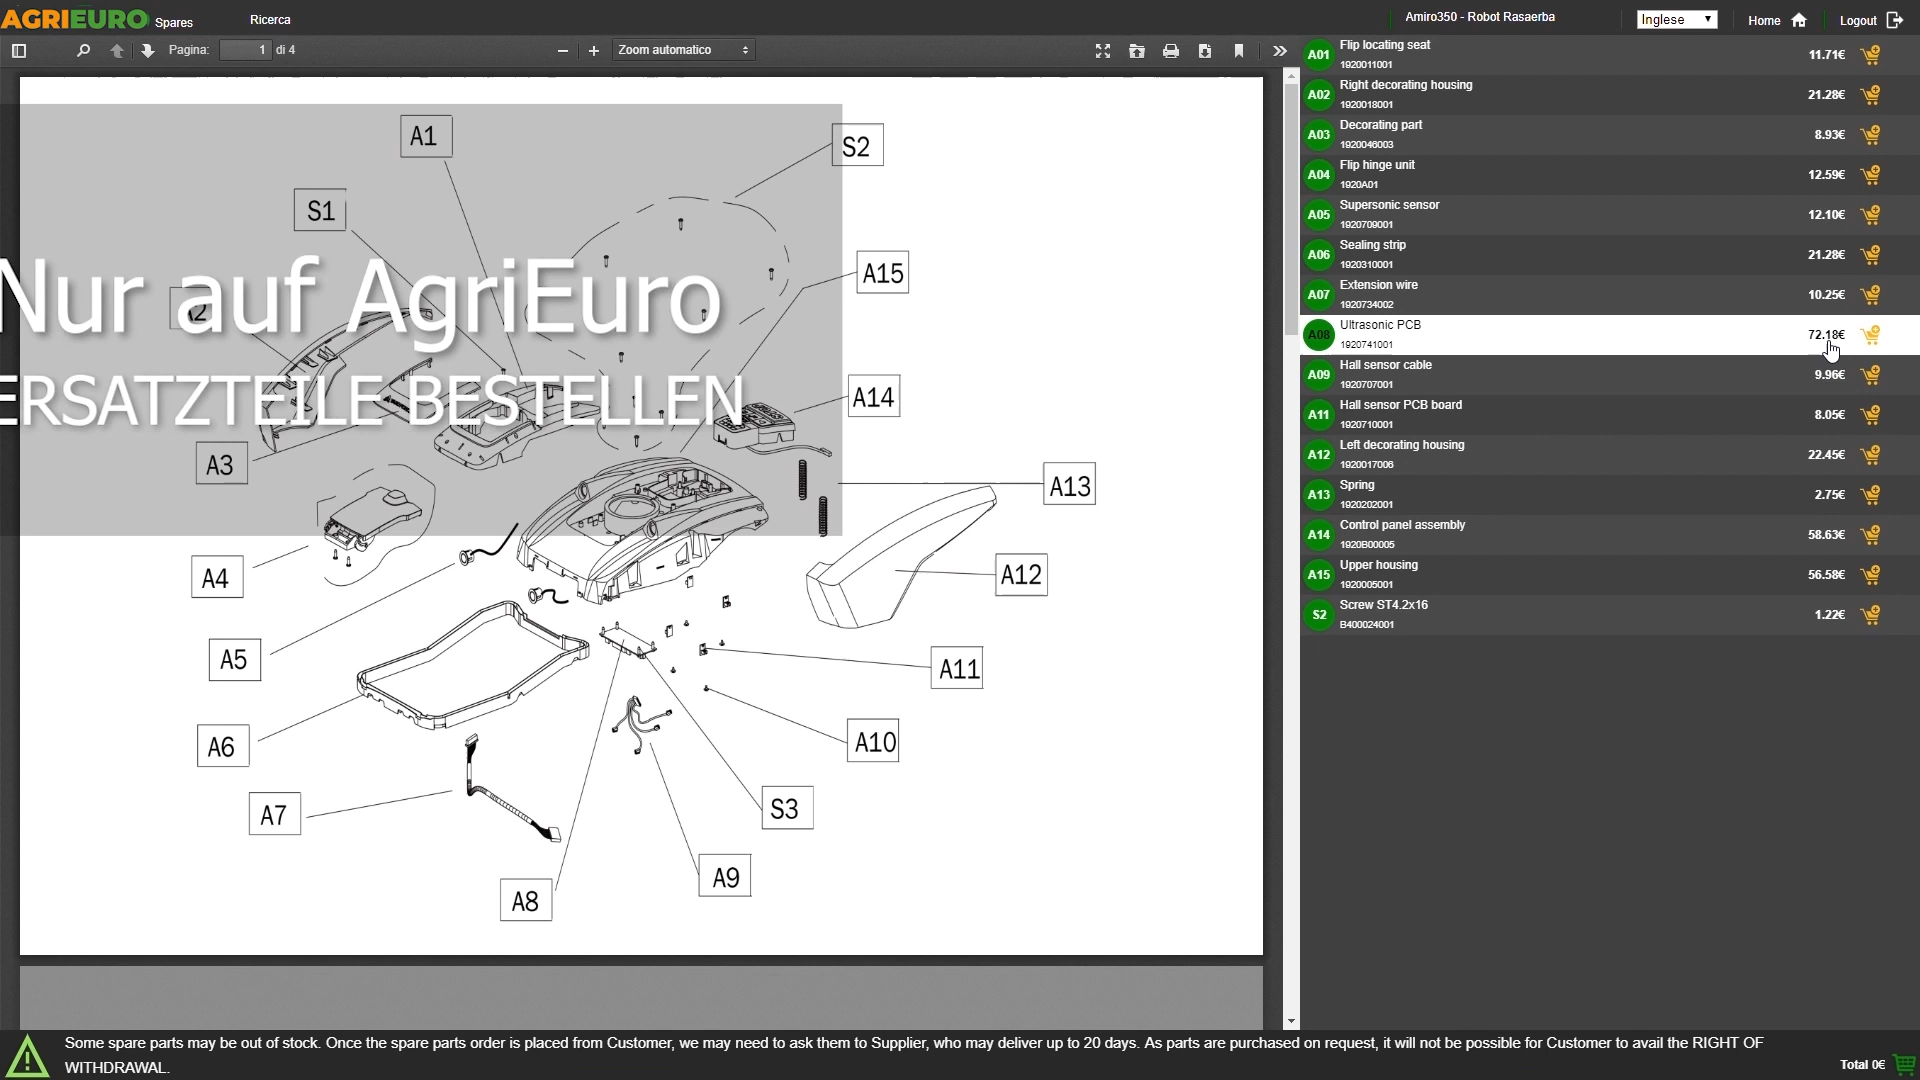 AGRIEURO Spares
Ricerca
Amiro350 - Robot Rasaerba
Inglese
Home
Logout
Pagina: 1 di 4
Zoom automatico
A1
S2
S1
A15
A2
Nur auf AgriEuro
ERSATZTEILE BESTELLEN
A14
A3
A13
A4
A12
A5
A11
A6
A10
A7
S3
A9
A8
A01 Flip locating seat 11.71€
1920011001
A02 Right decorating housing 21.28€
1920018001
A03 Decorating part 8.93€
1920046003
A04 Flip hinge unit 12.59€
1920A01
A05 Supersonic sensor 12.10€
1920709001
A06 Sealing strip 21.28€
1920310001
A07 Extension wire 10.25€
1920734002
A08 Ultrasonic PCB 72.18€
1920741001
A09 Hall sensor cable 9.96€
1920707001
A11 Hall sensor PCB board 8.05€
1920710001
A12 Left decorating housing 22.45€
1920017006
A13 Spring 2.75€
1920202001
A14 Control panel assembly 58.63€
1920B00005
A15 Upper housing 56.58€
1920005001
S2 Screw ST4.2x16 1.22€
B400024001
Some spare parts may be out of stock. Once the spare parts order is placed from Customer, we may need to ask them to Supplier, who may deliver up to 20 days. As parts are purchased on request, it will not be possible for Customer to avail the RIGHT OF
WITHDRAWAL.
Total 0€